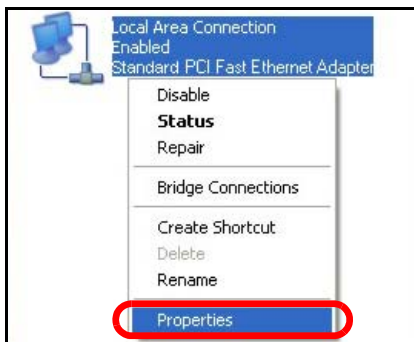 Local Area Connection
Enabled
Standard PCI Fast Ethernet Adapter
Disable
Status
Repair
Bridge Connections
Create Shortcut
Delete
Rename
Properties